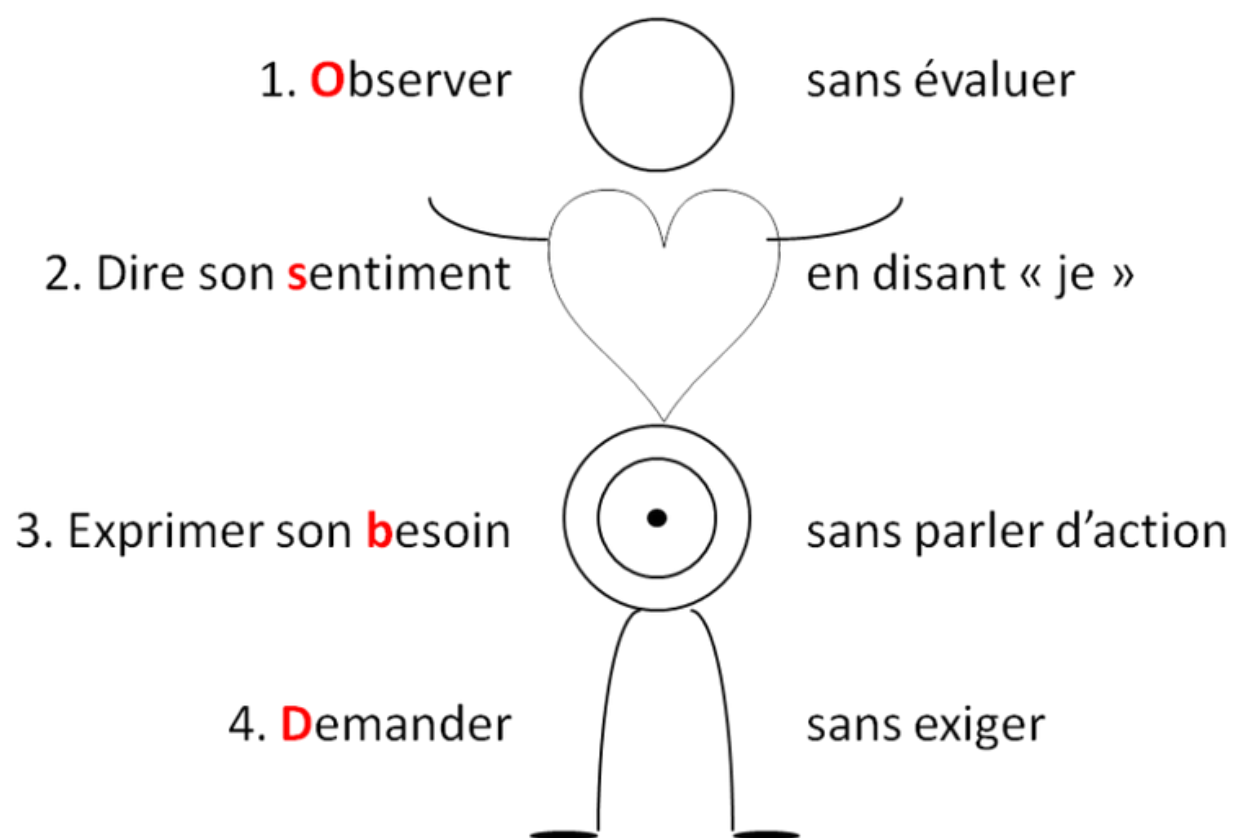 1. Observer sans évaluer
2. Dire son sentiment en disant « je »
3. Exprimer son besoin sans parler d’action
4. Demander sans exiger